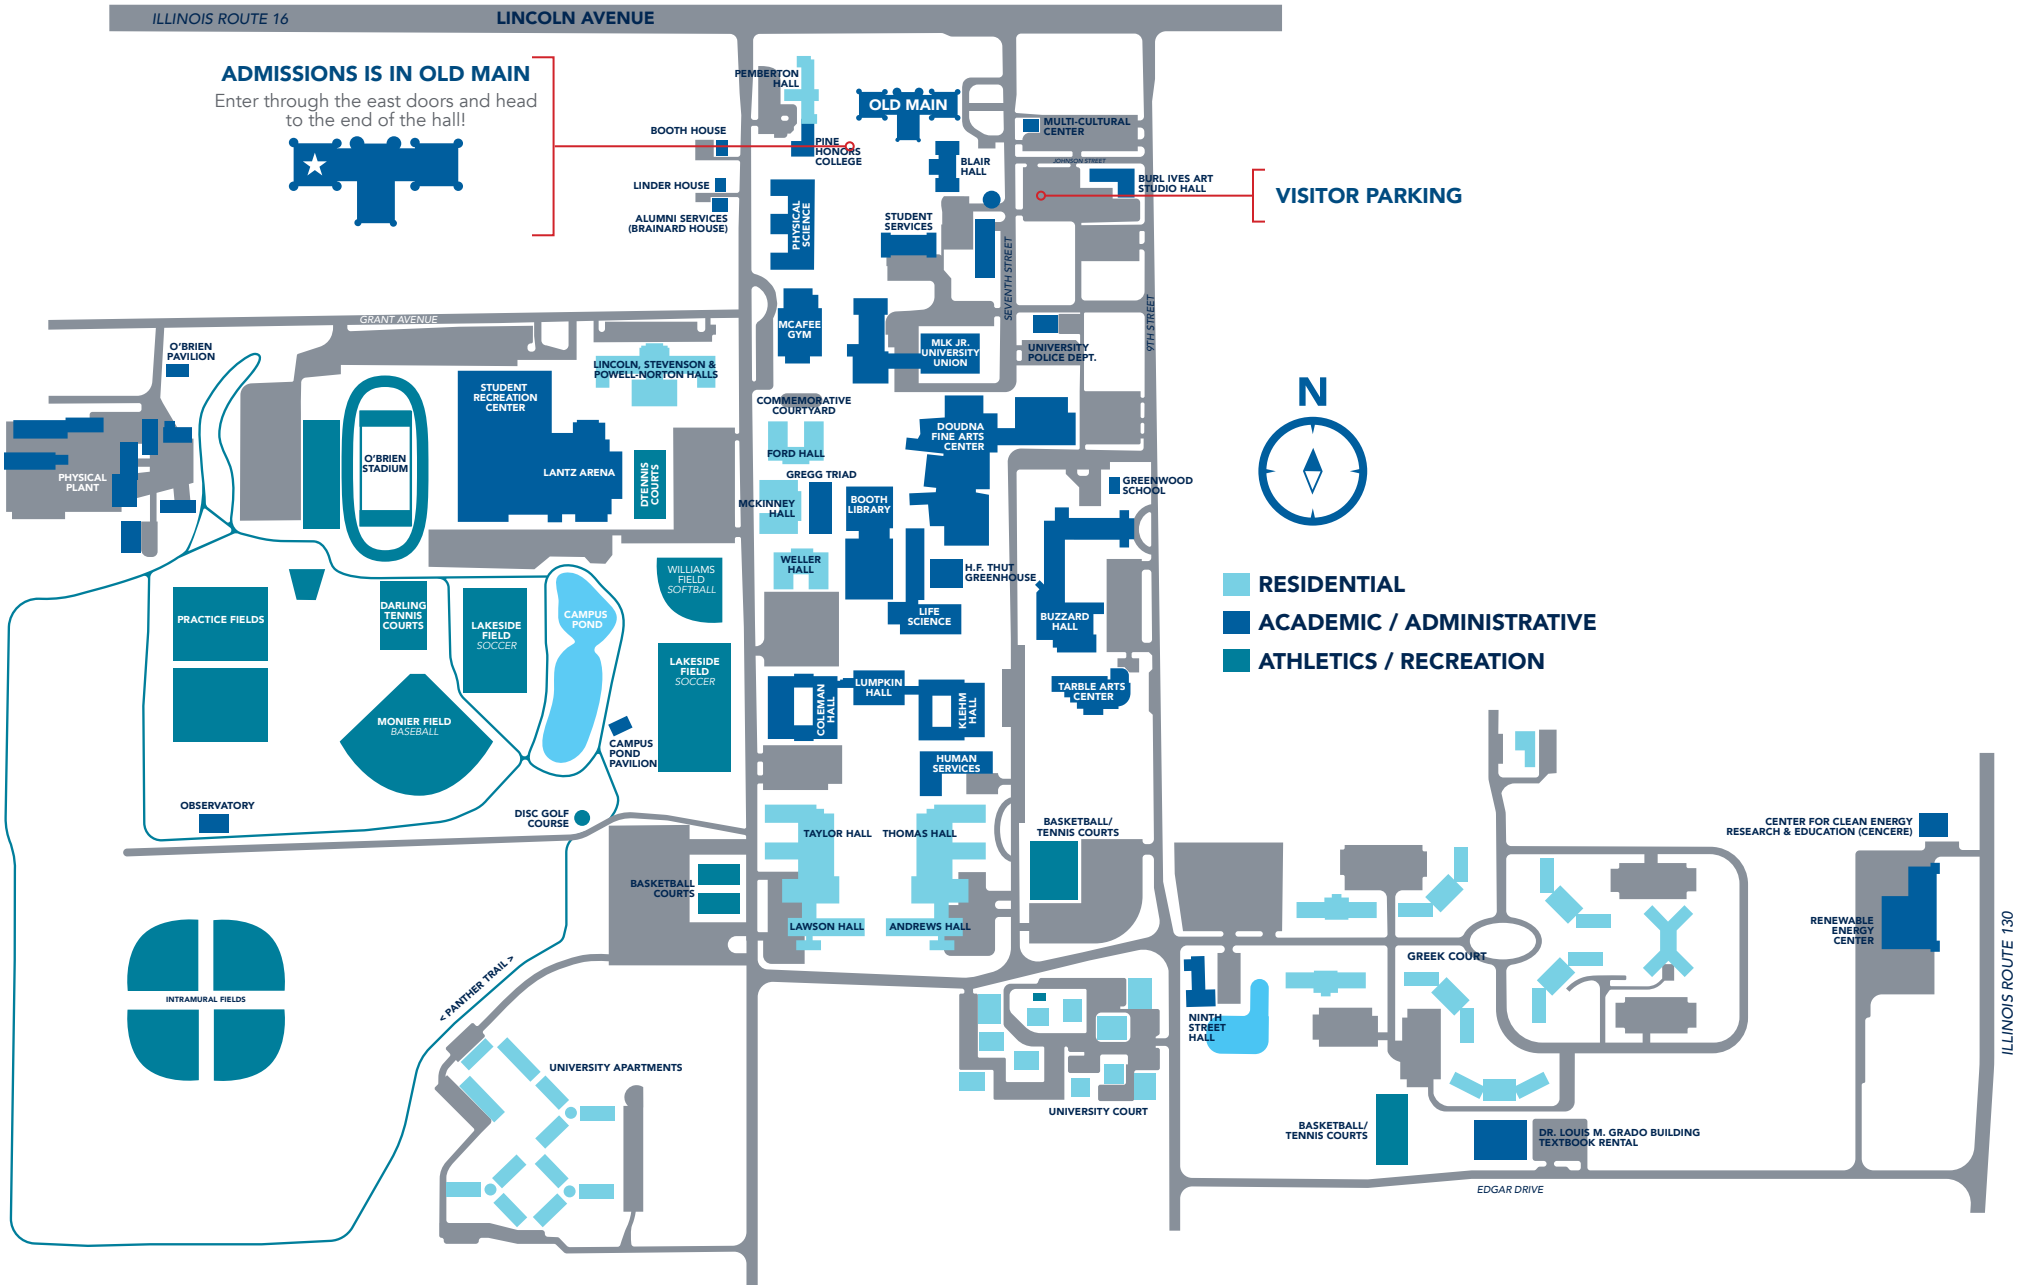 ILLINOIS ROUTE 16
LINCOLN AVENUE
ADMISSIONS IS IN OLD MAIN
Enter through the east doors and head
to the end of the hall!
PEMBERTON
HALL
OLD MAIN
BOOTH HOUSE
PINE
HONORS
COLLEGE
MULTI-CULTURAL
CENTER
JOHNSON STREET
BLAIR
HALL
BURL IVES ART
STUDIO HALL
VISITOR PARKING
LINDER HOUSE
ALUMNI SERVICES
(BRAINARD HOUSE)
PHYSICAL
SCIENCE
STUDENT
SERVICES
SEVENTH STREET
9TH STREET
GRANT AVENUE
O'BRIEN
PAVILION
MCAFEE
GYM
MLK JR.
UNIVERSITY
UNION
UNIVERSITY
POLICE DEPT.
LINCOLN, STEVENSON &
POWELL-NORTON HALLS
STUDENT
RECREATION
CENTER
COMMEMORATIVE
COURTYARD
N
DOUDNA
FINE ARTS
CENTER
O'BRIEN
STADIUM
FORD HALL
LANTZ ARENA
DTENNIS
COURTS
GREGG TRIAD
PHYSICAL
PLANT
MCKINNEY
HALL
BOOTH
LIBRARY
GREENWOOD
SCHOOL
WELLER
HALL
H.F. THUT
GREENHOUSE
WILLIAMS
FIELD
SOFTBALL
RESIDENTIAL
ACADEMIC / ADMINISTRATIVE
ATHLETICS / RECREATION
PRACTICE FIELDS
DARLING
TENNIS
COURTS
LAKESIDE
FIELD
SOCCER
CAMPUS
POND
LIFE
SCIENCE
BUZZARD
HALL
LAKESIDE
FIELD
SOCCER
COLEMAN
HALL
LUMPKIN
HALL
KLEHM
HALL
TARBLE ARTS
CENTER
MONIER FIELD
BASEBALL
CAMPUS
POND
PAVILION
HUMAN
SERVICES
OBSERVATORY
DISC GOLF
COURSE
TAYLOR HALL
THOMAS HALL
BASKETBALL/
TENNIS COURTS
CENTER FOR CLEAN ENERGY
RESEARCH & EDUCATION (CENCERE)
BASKETBALL
COURTS
LAWSON HALL
ANDREWS HALL
RENEWABLE
ENERGY
CENTER
ILLINOIS ROUTE 130
GREEK COURT
< PANTHER TRAIL >
INTRAMURAL FIELDS
NINTH
STREET
HALL
UNIVERSITY APARTMENTS
UNIVERSITY COURT
BASKETBALL/
TENNIS COURTS
DR. LOUIS M. GRADO BUILDING
TEXTBOOK RENTAL
EDGAR DRIVE